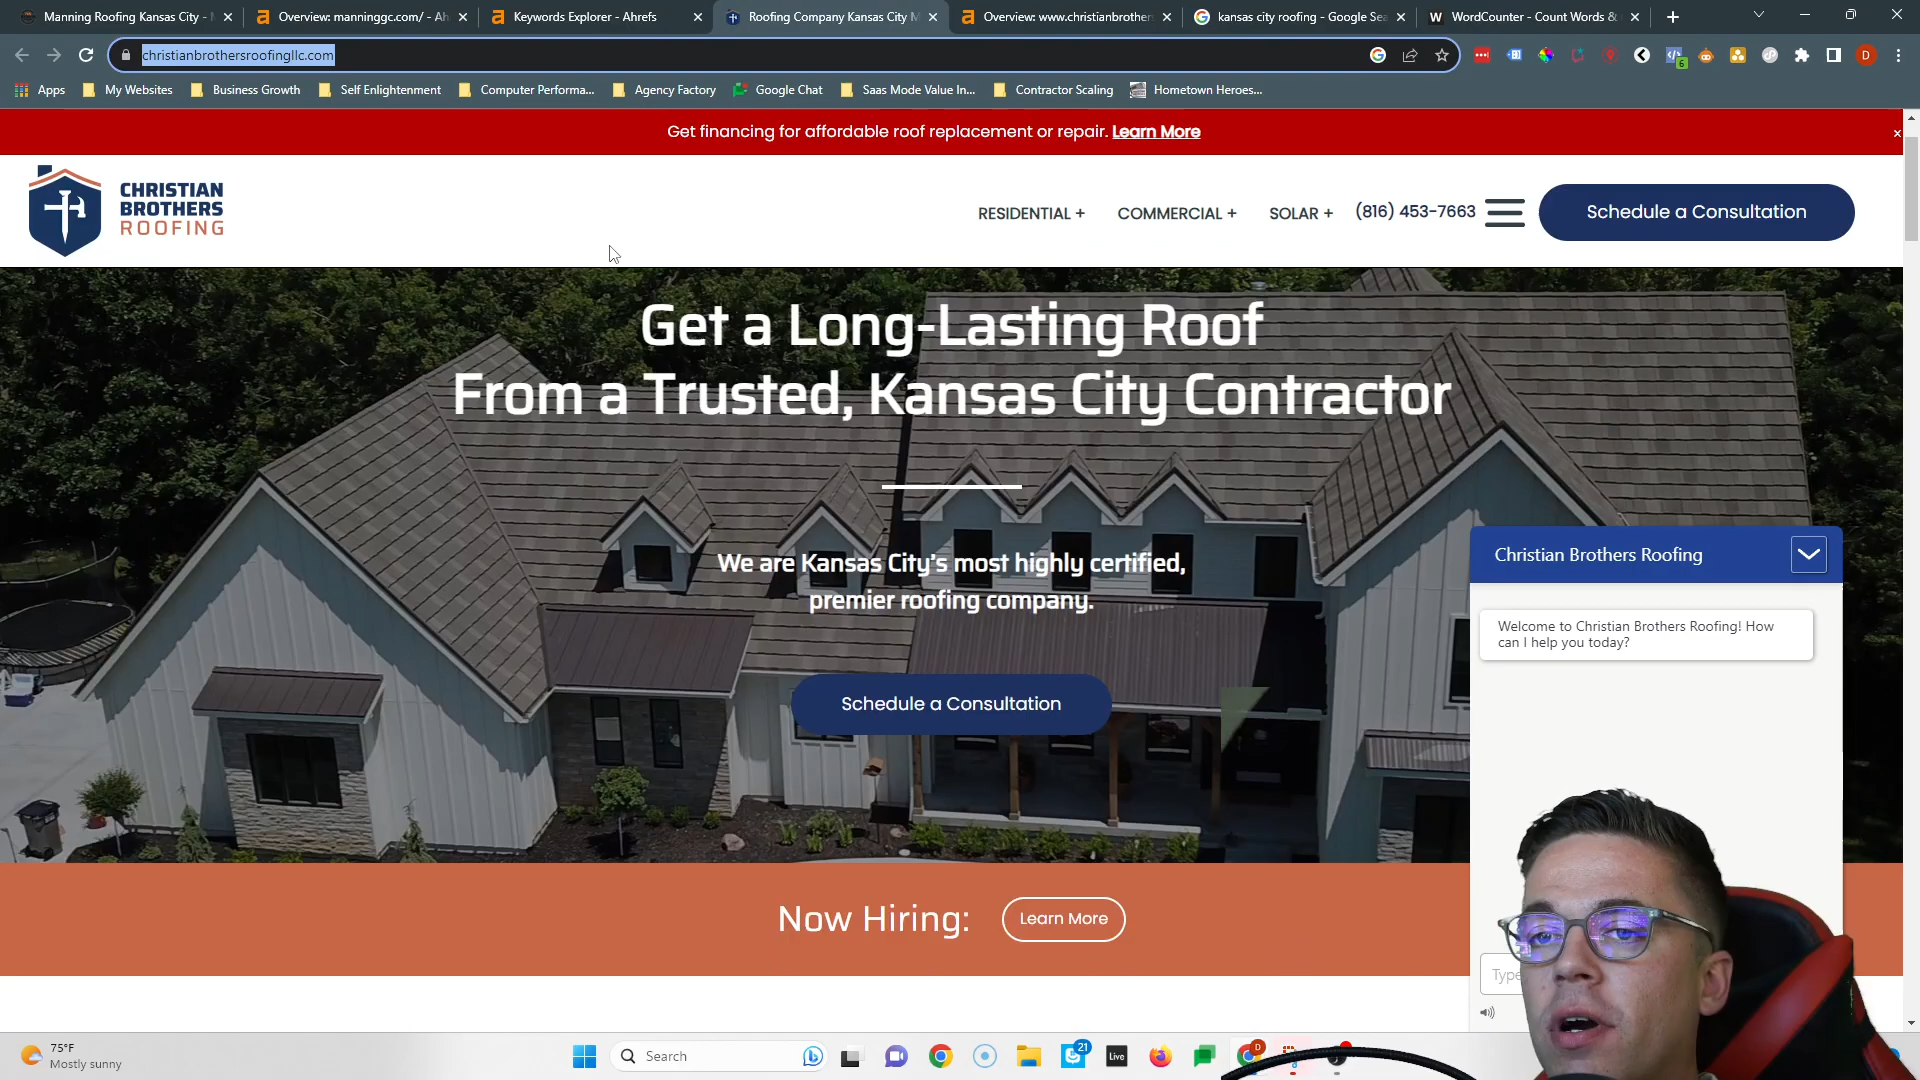 Manning Roofing Kansas City -
Overview: manninggc.com/ - Ah
Keywords Explorer - Ahrefs
Roofing Company Kansas City M
Overview: www.christianbrother
kansas city roofing - Google Sea
WordCounter - Count Words &
christianbrothersroofingllc.com
Apps
My Websites
Business Growth
Self Enlightenment
Computer Performa...
Agency Factory
Google Chat
Saas Mode Value In...
Contractor Scaling
Hometown Heroes...
Get financing for affordable roof replacement or repair. Learn More
CHRISTIAN
BROTHERS
ROOFING
RESIDENTIAL +
COMMERCIAL +
SOLAR +
(816) 453-7663
Schedule a Consultation
Get a Long-Lasting Roof
From a Trusted, Kansas City Contractor
We are Kansas City's most highly certified,
premier roofing company.
Schedule a Consultation
Christian Brothers Roofing
Welcome to Christian Brothers Roofing! How
can I help you today?
Now Hiring:
Learn More
75°F
Mostly sunny
Search
21
Live